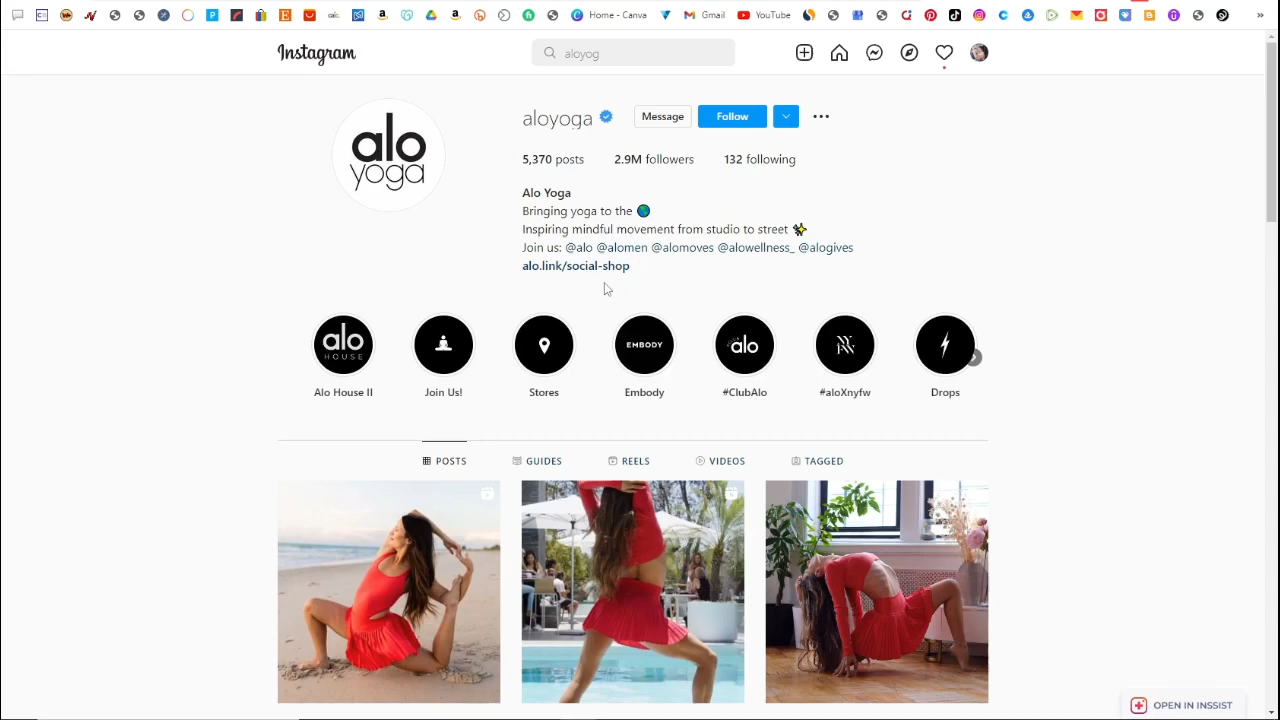 Home - Canva
Gmail
YouTube
»
Instagram
aloyog
alo
yoga
aloyoga
Message
Follow
5,370 posts 2.9M followers 132 following
Alo Yoga
Bringing yoga to the 🌎
Inspiring mindful movement from studio to street ✨
Join us: @alo @alomen @alomoves @alowellness_ @alogives
alo.link/social-shop
alo
HOUSE
EMBODY
alo
Alo House II
Join Us!
Stores
Embody
#ClubAlo
#aloXnyfw
Drops
POSTS
GUIDES
REELS
VIDEOS
TAGGED
OPEN IN INSSIST